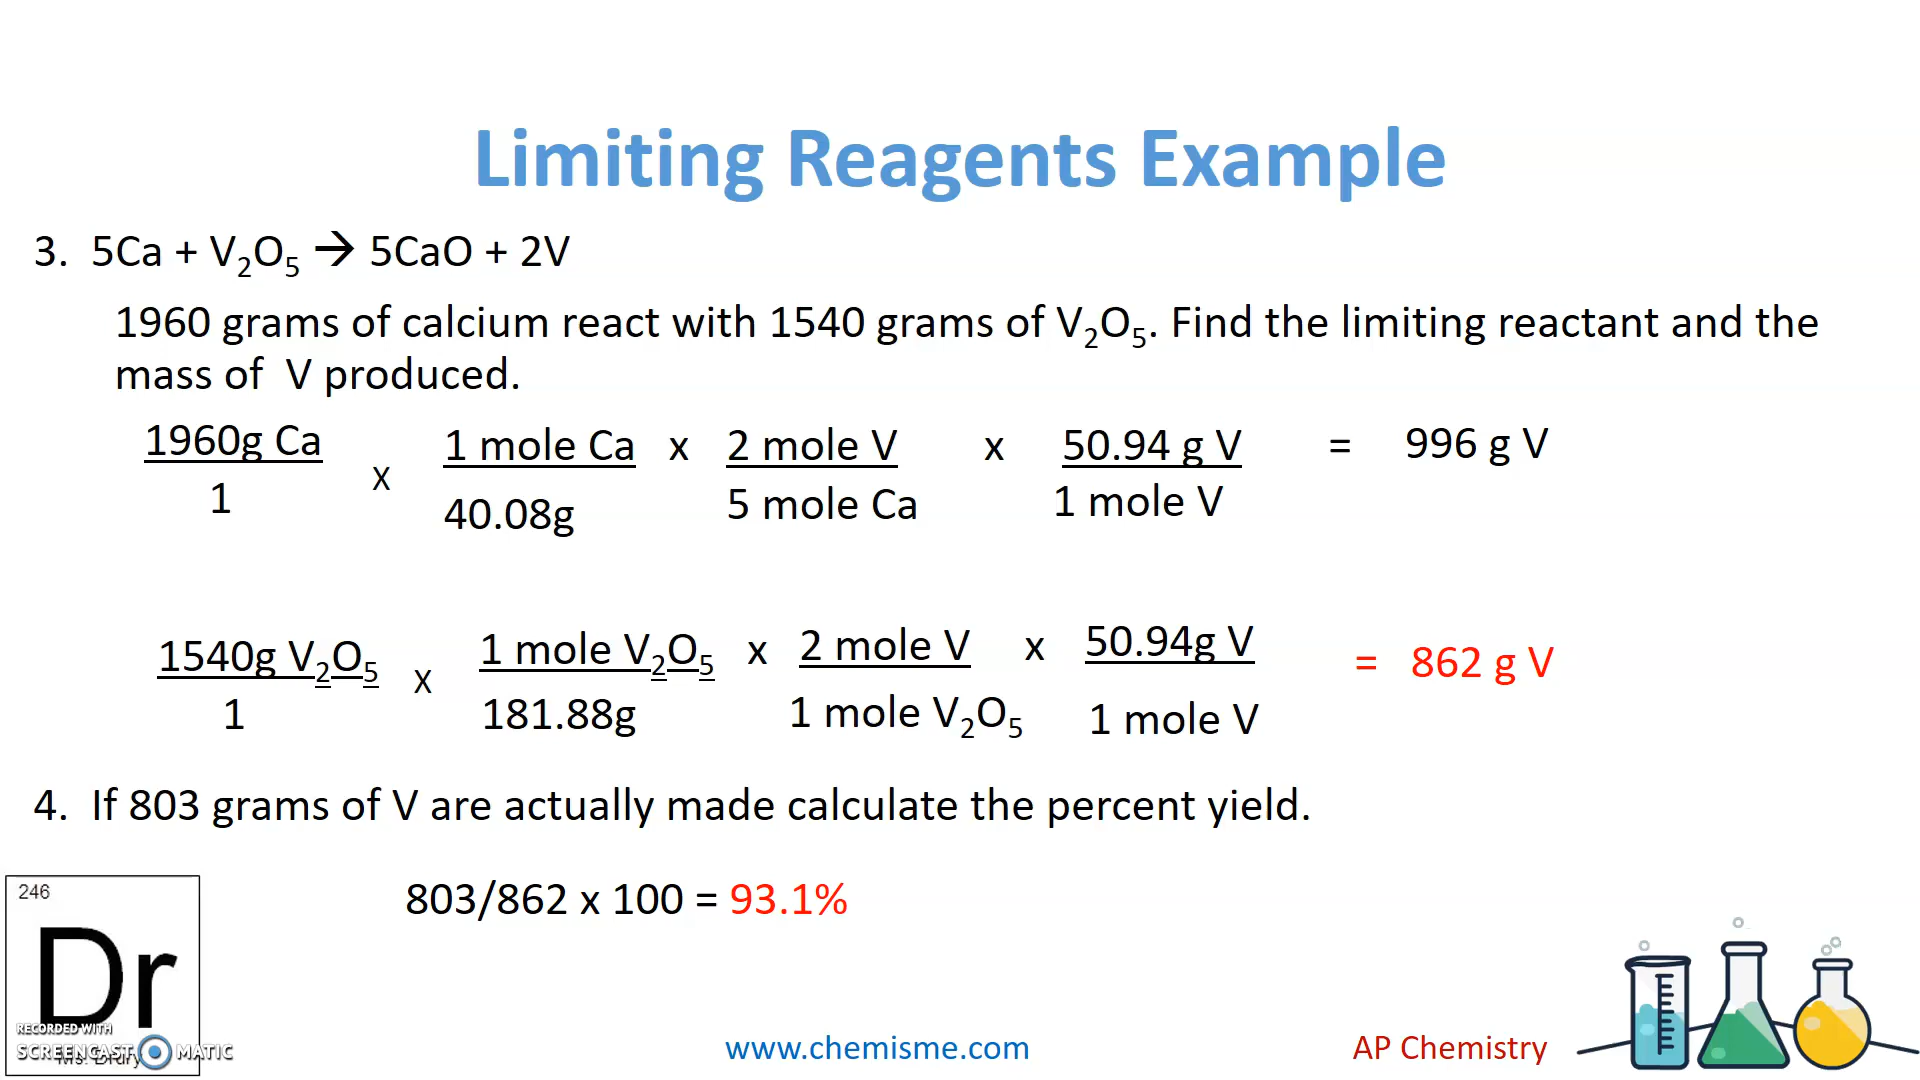 Limiting Reagents Example
3. 5Ca + V₂O₅ → 5CaO + 2V
1960 grams of calcium react with 1540 grams of V₂O₅. Find the limiting reactant and the
mass of V produced.
1960g Ca x 1 mole Ca x 2 mole V x 50.94 g V = 996 g V
1 40.08g 5 mole Ca 1 mole V
1540g V₂O₅ x 1 mole V₂O₅ x 2 mole V x 50.94g V = 862 g V
1 181.88g 1 mole V₂O₅ 1 mole V
4. If 803 grams of V are actually made calculate the percent yield.
803/862 x 100 = 93.1%
246
Dr
Ms. Drury
RECORDED WITH
SCREENCAST MATIC
www.chemisme.com
AP Chemistry